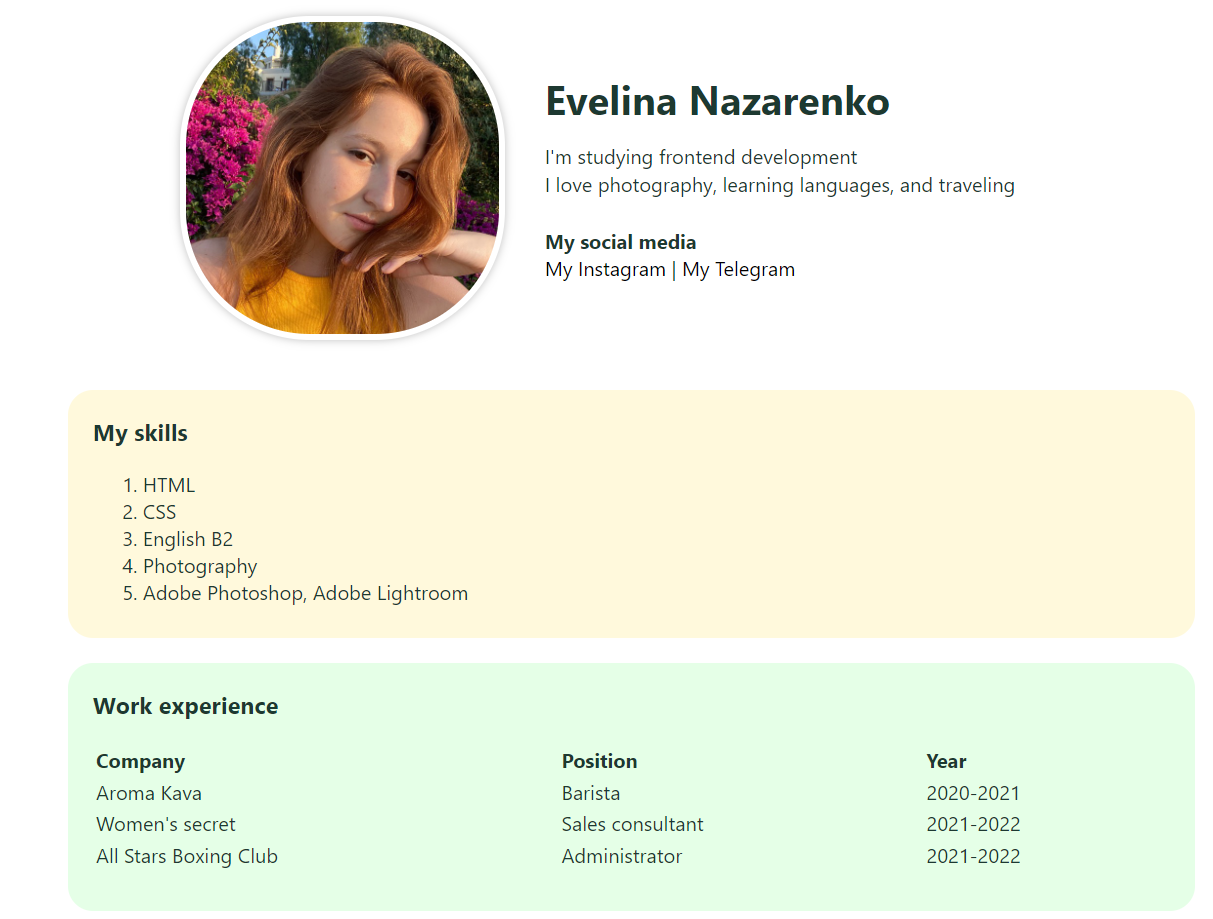 Evelina Nazarenko
I'm studying frontend development
I love photography, learning languages, and traveling
My social media
My Instagram | My Telegram
My skills
1. HTML
2. CSS
3. English B2
4. Photography
5. Adobe Photoshop, Adobe Lightroom
Work experience
Company Position Year
Aroma Kava Barista 2020-2021
Women's secret Sales consultant 2021-2022
All Stars Boxing Club Administrator 2021-2022